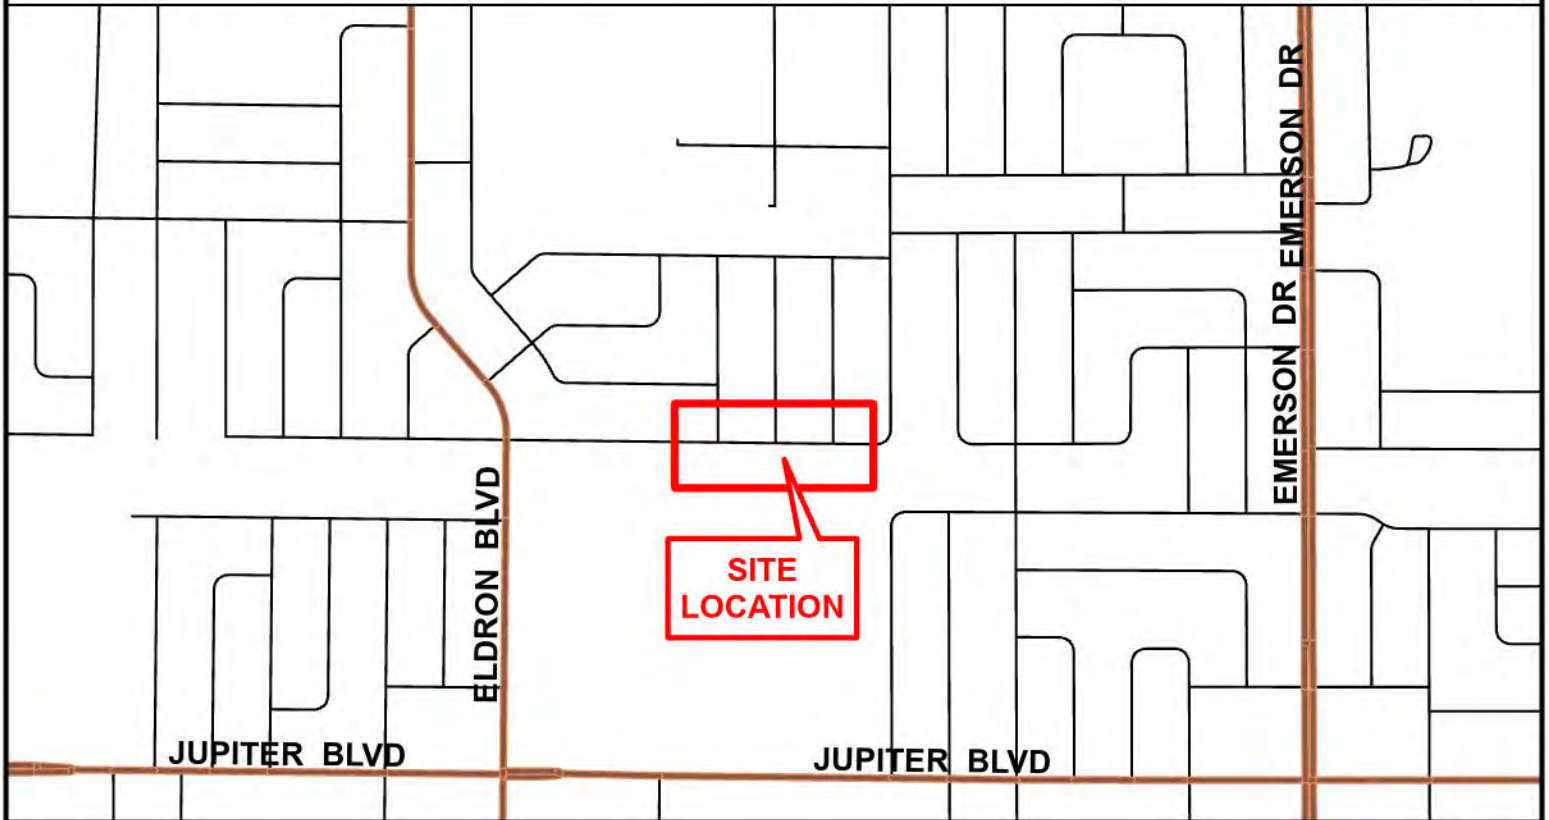 EMERSON DR
EMERSON DR
ELDRON BLVD
SITE
LOCATION
JUPITER BLVD
JUPITER BLVD